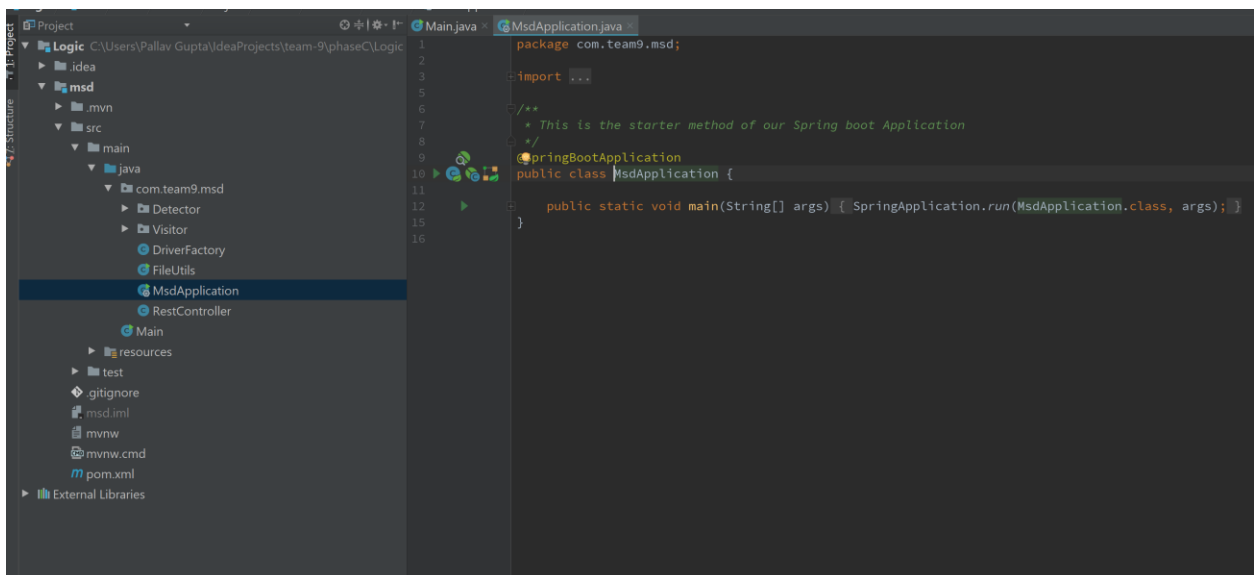 Project
Main.java
MsdApplication.java
1: Project
Z: Structure
Logic C:\Users\Pallav Gupta\IdeaProjects\team-9\phaseC\Logic
.idea
msd
.mvn
src
main
java
com.team9.msd
Detector
Visitor
DriverFactory
FileUtils
MsdApplication
RestController
Main
resources
test
.gitignore
msd.iml
mvnw
mvnw.cmd
pom.xml
External Libraries
1 package com.team9.msd;
2
3 import ...
5
6 /**
7 * This is the starter method of our Spring boot Application
8 */
9 @SpringBootApplication
10 public class MsdApplication {
11
12 public static void main(String[] args) { SpringApplication.run(MsdApplication.class, args); }
15 }
16